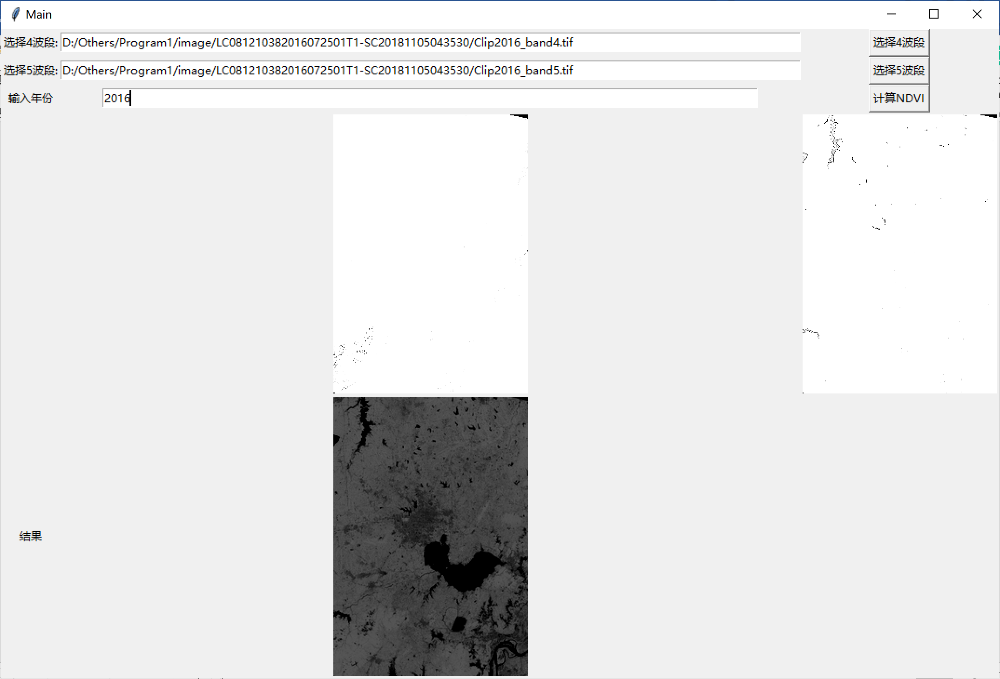 Main
选择4波段: D:/Others/Program1/image/LC081210382016072501T1-SC20181105043530/Clip2016_band4.tif 选择4波段
选择5波段: D:/Others/Program1/image/LC081210382016072501T1-SC20181105043530/Clip2016_band5.tif 选择5波段
输入年份 2016 计算NDVI
结果